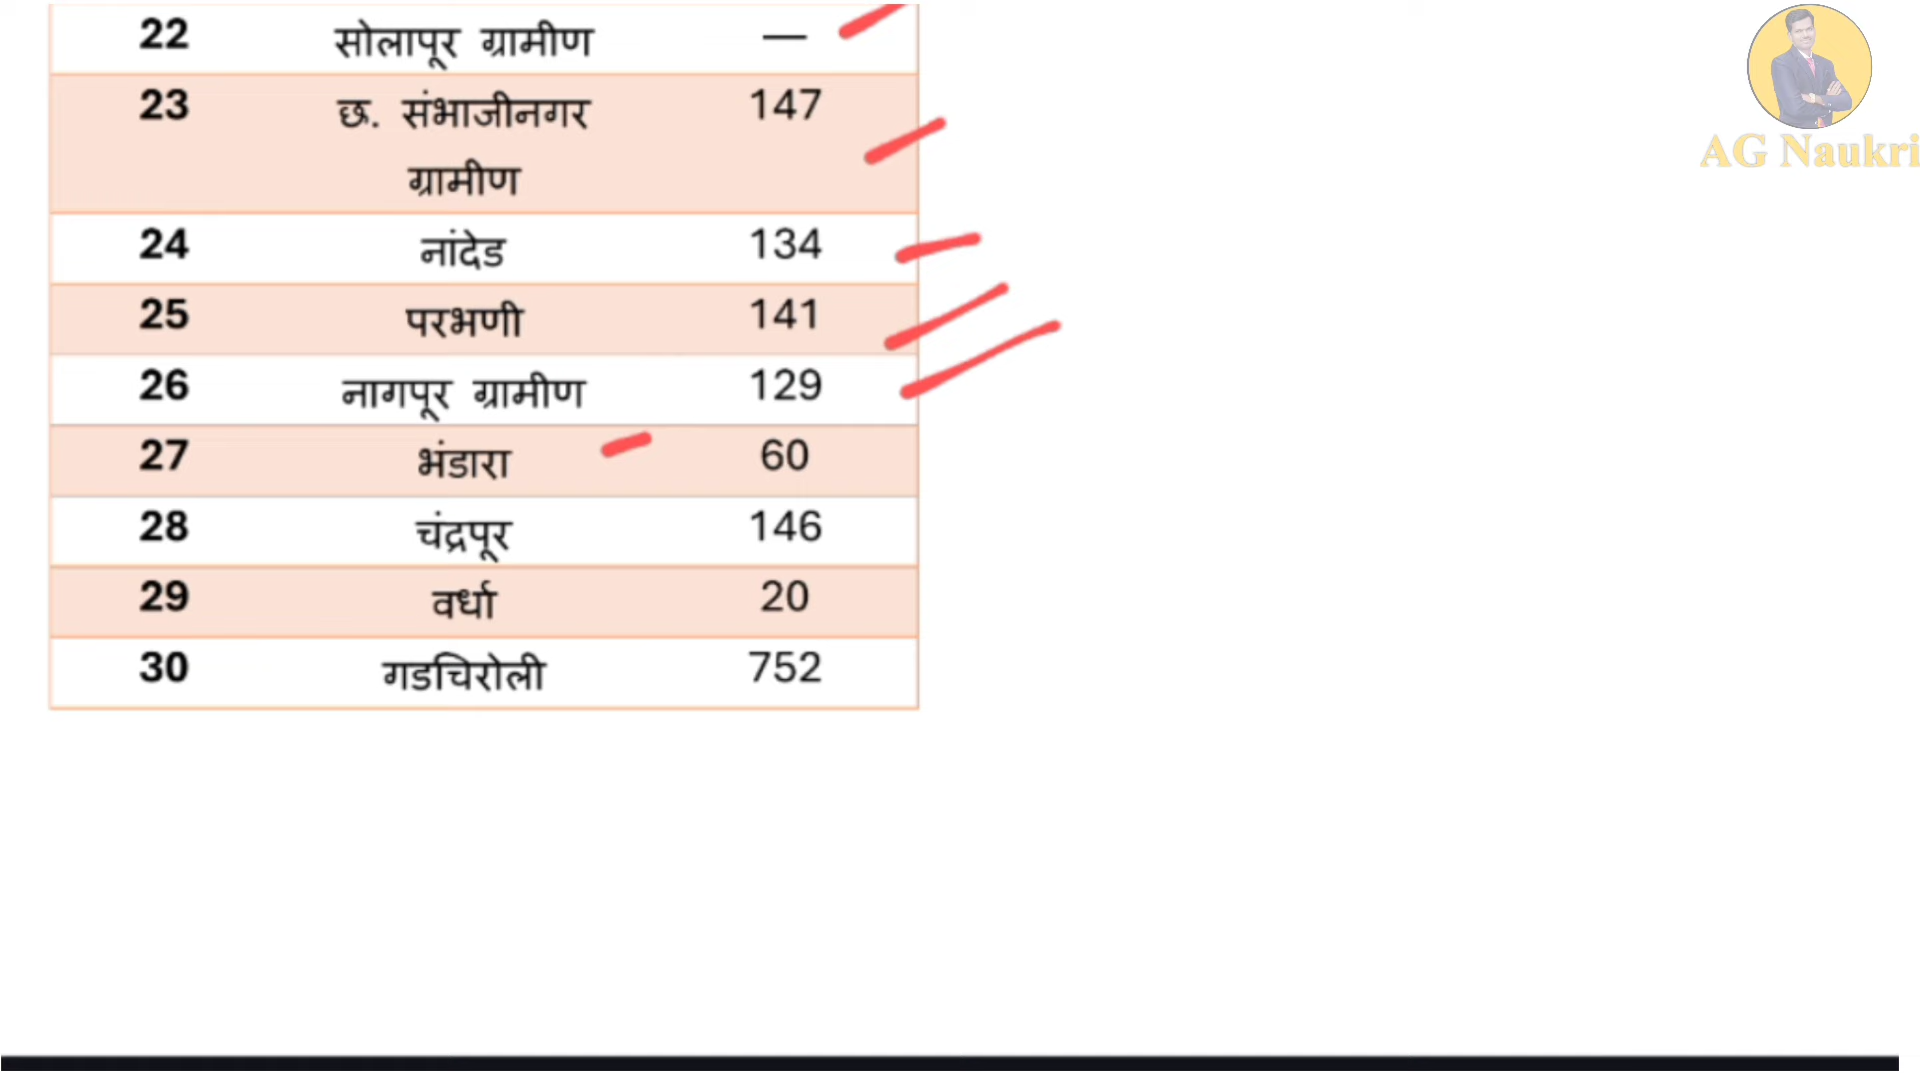 22 सोलापूर ग्रामीण —
23 छ. संभाजीनगर 147
ग्रामीण
24 नांदेड 134
25 परभणी 141
26 नागपूर ग्रामीण 129
27 भंडारा 60
28 चंद्रपूर 146
29 वर्धा 20
30 गडचिरोली 752
AG Naukri